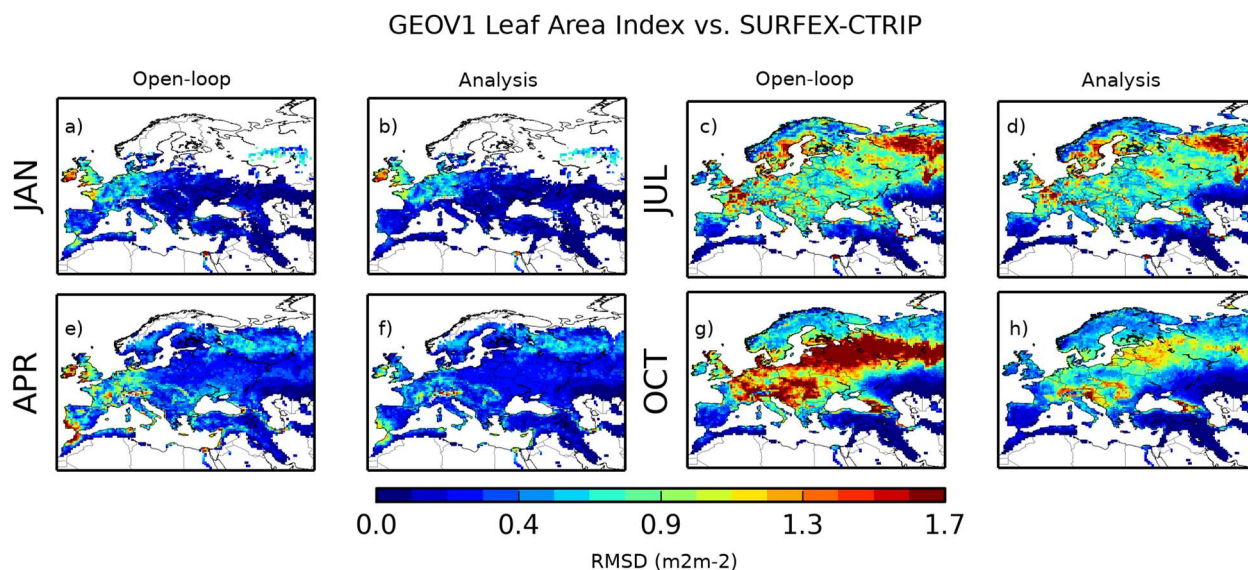 GEOV1 Leaf Area Index vs. SURFEX-CTRIP
Open-loop
Analysis
Open-loop
Analysis
JAN
a)
b)
JUL
c)
d)
APR
e)
f)
OCT
g)
h)
0.0 0.4 0.9 1.3 1.7
RMSD (m2m-2)